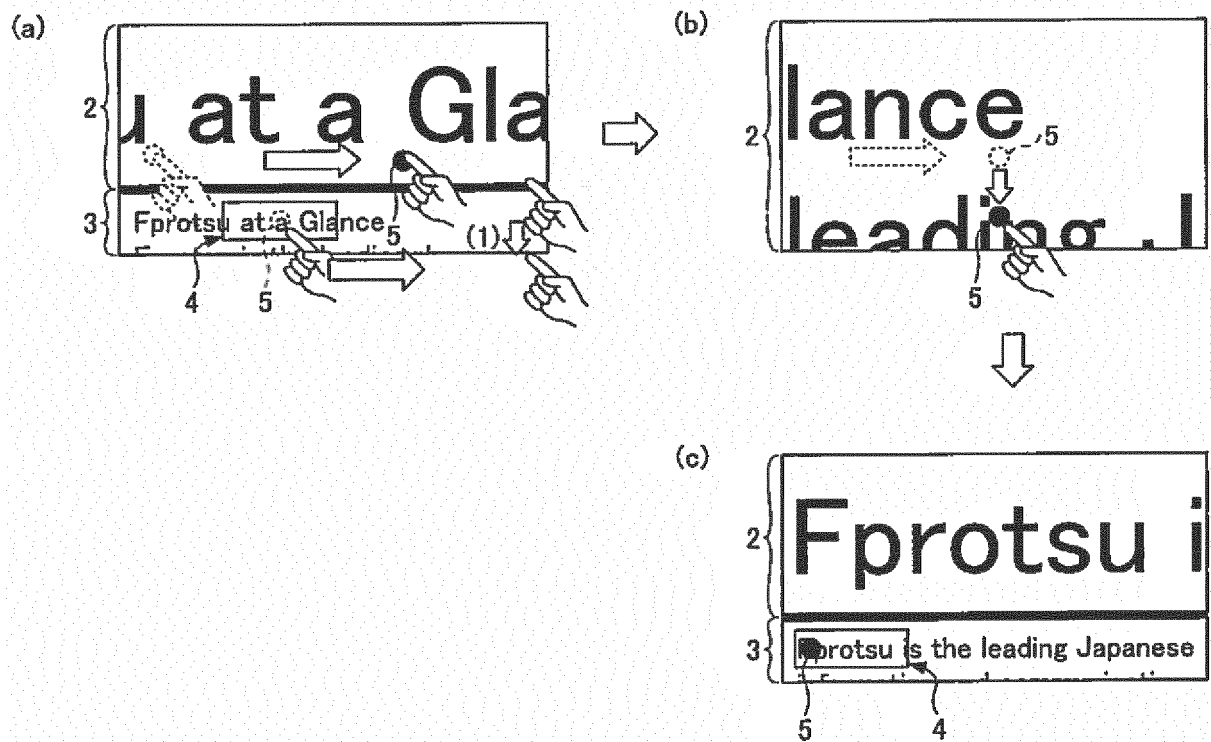 (a)
2
u at a Gla
5
3
Fprotsu at a Glance
(1)
4
5
(b)
2
lance
5
leading . l
5
(c)
2
Fprotsu i
3
protsu is the leading Japanese
5
4